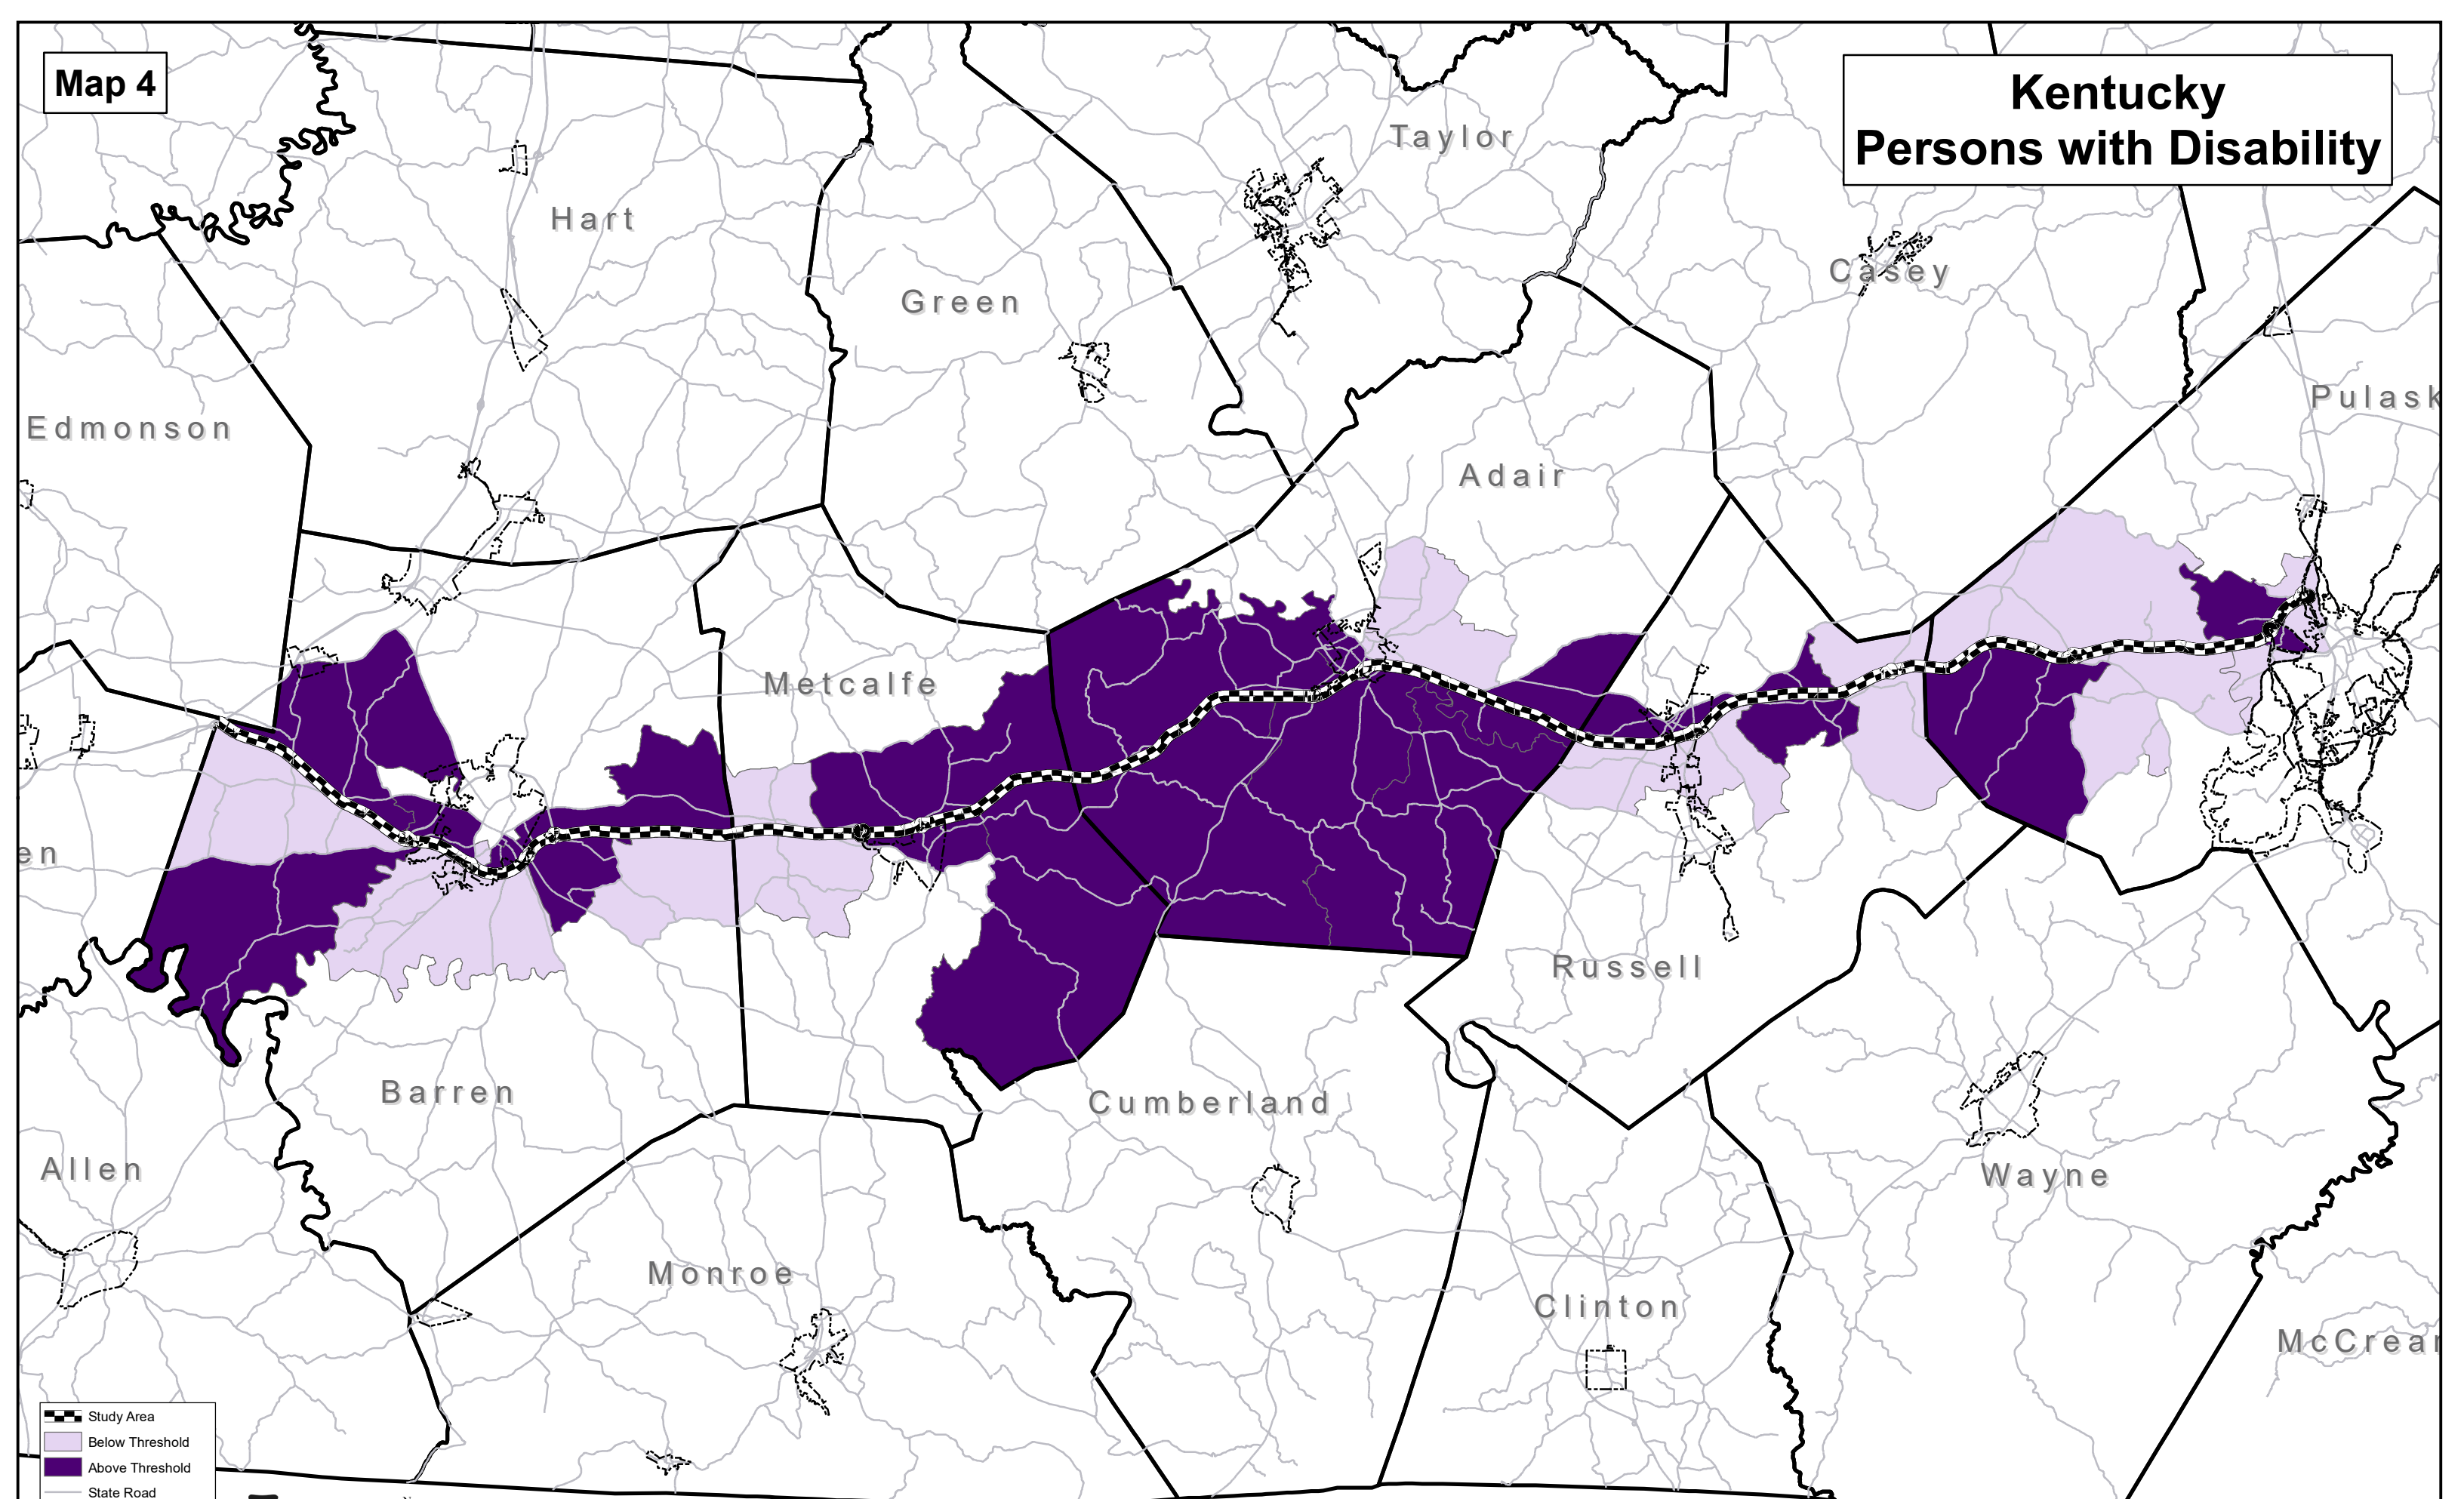 Map 4
Kentucky
Persons with Disability
Taylor
Hart
Casey
Green
Pulask
Edmonson
Adair
Metcalfe
en
Russell
Barren
Cumberland
Allen
Wayne
Monroe
Clinton
McCrear
Study Area
Below Threshold
Above Threshold
State Road